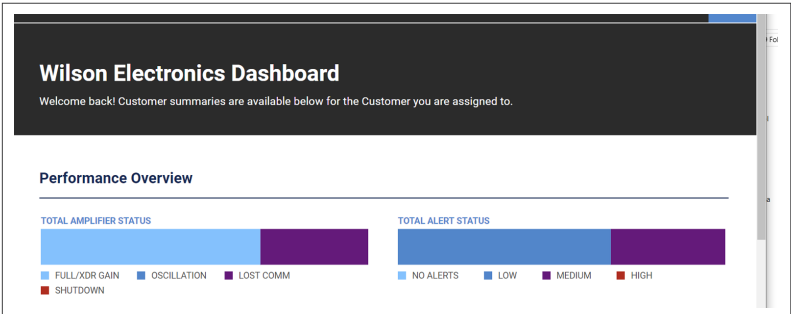 Wilson Electronics Dashboard
Welcome back! Customer summaries are available below for the Customer you are assigned to.
Performance Overview
TOTAL AMPLIFIER STATUS
FULL/XDR GAIN OSCILLATION LOST COMM
SHUTDOWN
TOTAL ALERT STATUS
NO ALERTS LOW MEDIUM HIGH
Fol